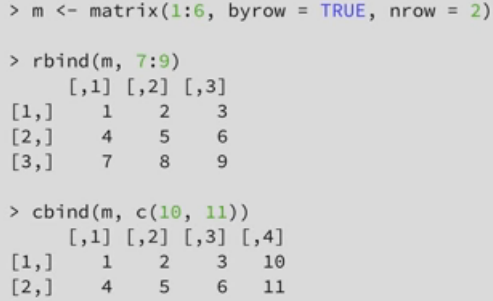 > m <- matrix(1:6, byrow = TRUE, nrow = 2)
> rbind(m, 7:9)
     [,1] [,2] [,3]
[1,]    1    2    3
[2,]    4    5    6
[3,]    7    8    9
> cbind(m, c(10, 11))
     [,1] [,2] [,3] [,4]
[1,]    1    2    3   10
[2,]    4    5    6   11